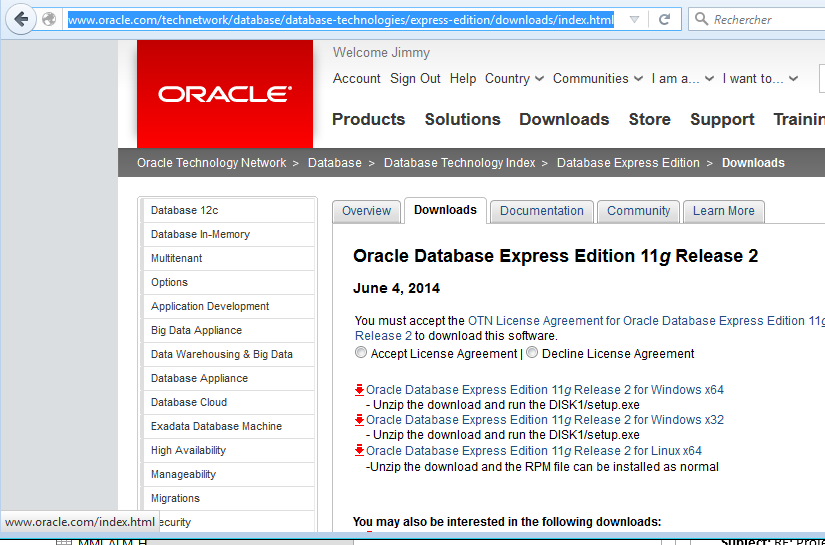 www.oracle.com/technetwork/database/database-technologies/express-edition/downloads/index.html
Rechercher
Welcome Jimmy
Account Sign Out Help Country Communities I am a... I want to...
ORACLE®
Products Solutions Downloads Store Support Trainin
Oracle Technology Network > Database > Database Technology Index > Database Express Edition > Downloads
Database 12c
Database In-Memory
Multitenant
Options
Application Development
Big Data Appliance
Data Warehousing & Big Data
Database Appliance
Database Cloud
Exadata Database Machine
High Availability
Manageability
Migrations
ecurity
Overview Downloads Documentation Community Learn More
Oracle Database Express Edition 11g Release 2
June 4, 2014
You must accept the OTN License Agreement for Oracle Database Express Edition 11g
Release 2 to download this software.
Accept License Agreement | Decline License Agreement
Oracle Database Express Edition 11g Release 2 for Windows x64
- Unzip the download and run the DISK1/setup.exe
Oracle Database Express Edition 11g Release 2 for Windows x32
- Unzip the download and run the DISK1/setup.exe
Oracle Database Express Edition 11g Release 2 for Linux x64
-Unzip the download and the RPM file can be installed as normal
You may also be interested in the following downloads:
www.oracle.com/index.html